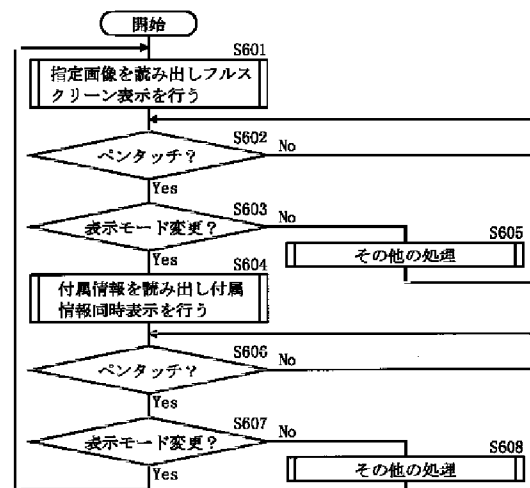 開始
S601
指定画像を読み出しフルス
クリーン表示を行う
S602
ペンタッチ？
No
Yes
S603
表示モード変更？
No
Yes
S605
その他の処理
S604
付属情報を読み出し付属
情報同時表示を行う
S606
ペンタッチ？
No
Yes
S607
表示モード変更？
No
Yes
S608
その他の処理